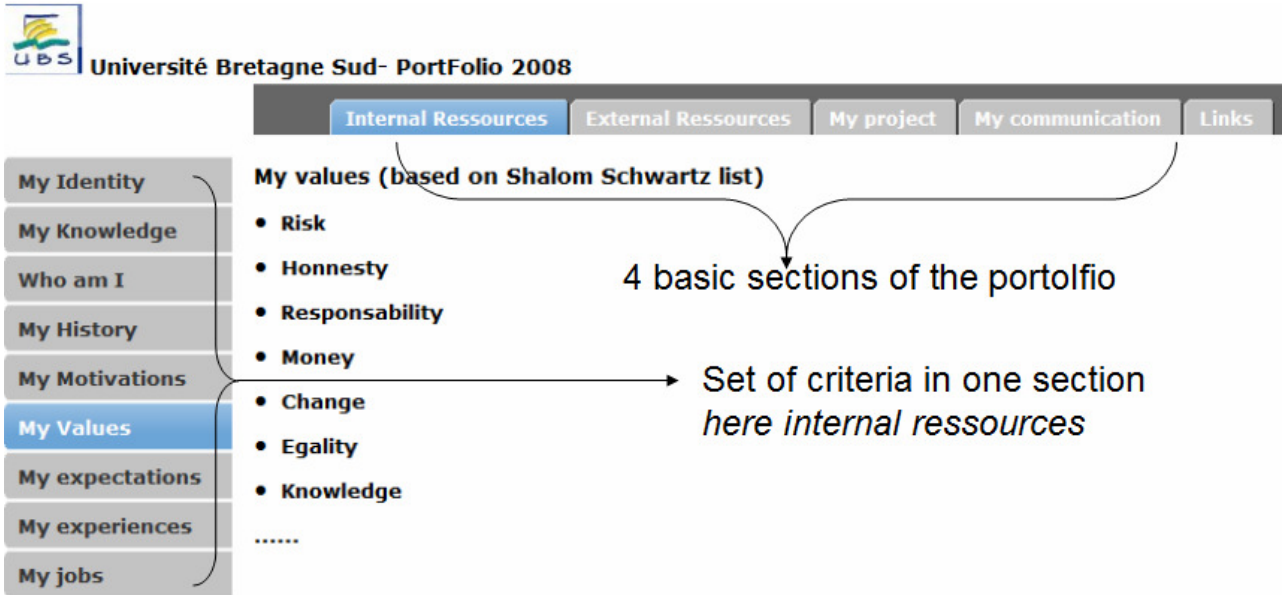 UBS
Université Bretagne Sud- PortFolio 2008
Internal Ressources External Ressources My project My communication Links
My Identity
My Knowledge
Who am I
My History
My Motivations
My Values
My expectations
My experiences
My jobs
My values (based on Shalom Schwartz list)
• Risk
• Honnesty
• Responsability
• Money
• Change
• Egality
• Knowledge
......
4 basic sections of the portolfio
Set of criteria in one section
here internal ressources